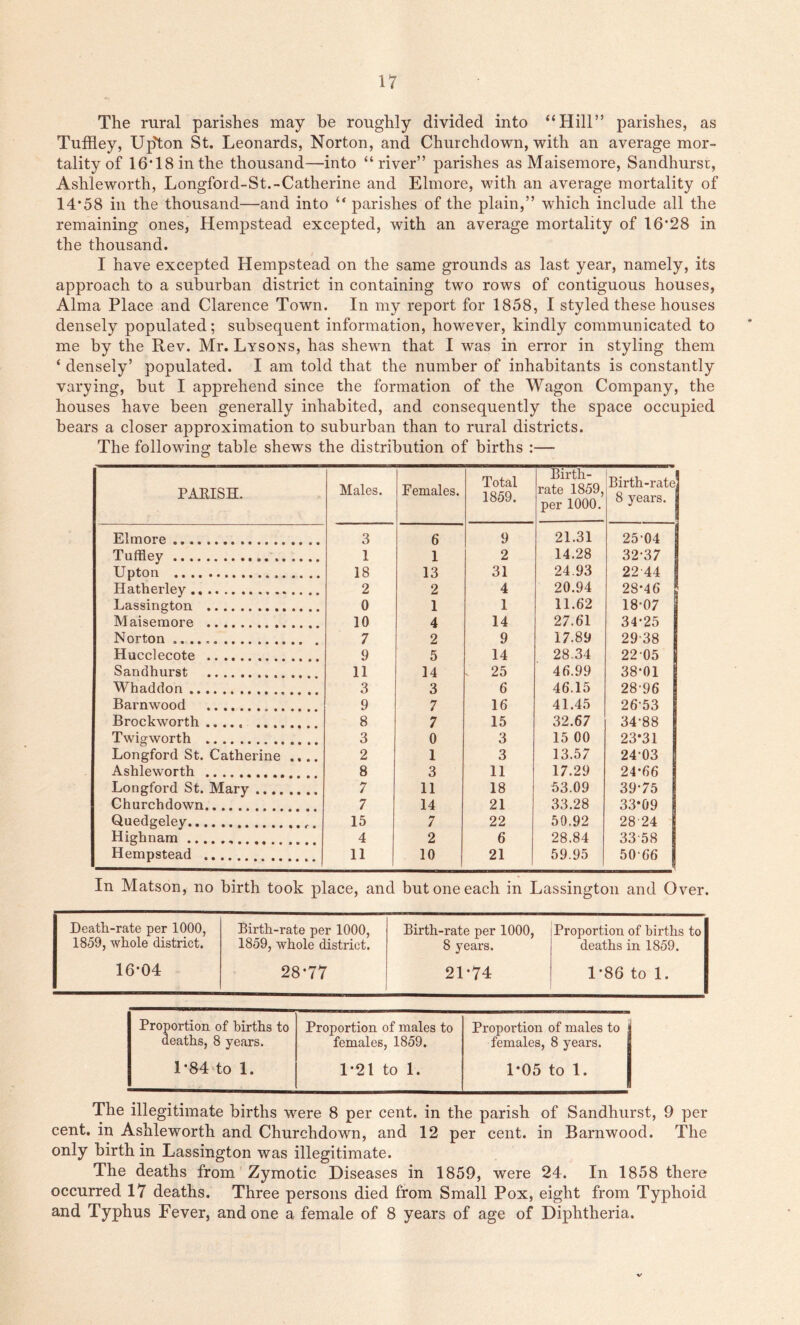 17
The rural parishes may be roughly divided into “Hill” parishes, as
Tuffley, Upton St. Leonards, Norton, and Churchdown, with an average mor-
tality of 16·18 in the thousand—into “river” parishes as Maisemore, Sandhurst,
Ashleworth, Longford-St.-Catherine and Elmore, with an average mortality of
14·58 in the thousand—and into “parishes of the plain,” which include all the
remaining ones, Hempstead excepted, with an average mortality of 16·28 in
the thousand.
I have excepted Hempstead on the same grounds as last year, namely, its
approach to a suburban district in containing two rows of contiguous houses,
Alma Place and Clarence Town. In my report for 1858, I styled these houses
densely populated; subsequent information, however, kindly communicated to
me by the Rev. Mr. Lysons, has shewn that I was in error in styling them
‘densely’ populated. I am told that the number of inhabitants is constantly
varying, but I apprehend since the formation of the Wagon Company, the
houses have been generally inhabited, and consequently the space occupied
bears a closer approximation to suburban than to rural districts.
The following table shews the distribution of births :—
PARISH. Males. Females. Total 1859. Birth-rate 1859, per 1000. Birth-rate 8 years.
Elmore .................. 3 6 9 21.31 25·04
Tuffley .................. 1 1 2 14.28 32·37
Upton .................. 18 13 31 24.93 22·44
Hatherley .................. 2 2 4 20.94 28·46
Lassington .................. 0 1 1 11.62 18·07
Maisemore .................. 10 4 14 27.61 34·25
Norton .................. 7 2 9 17.89 29·38
Hucclecote .................. 9 5 14 28.34 22·05
Sandhurst .................. 11 14 25 46.99 38·01
Whaddon .................. 3 3 6 46.15 28·96
Barnwood .................. 9 7 16 41.45 26·53
Brockworth .................. 8 7 15 32.67 34·88
Twigworth .................. 3 0 3 15 00 23·31
Longford St. Catherine .... 2 1 3 13.57 24·03
Ashleworth .................. 8 3 11 17.29 24·66
Longford St. Mary ........ 7 11 18 53.09 39·75
Churchdown.............. 7 14 21 33.28 33·09
Quedgeley.................. 15 7 22 50.92 28·24
Highnam .................. 4 2 6 28.84 33·58
Hempstead .................. 11 10 21 59.95 50·66
In Matson, no birth took place, and but one each in Lassington and Over.
Death-rate per 1000, 1859, whole district. Birth-rate per 1000, 1859, whole district. Birth-rate per 1000, 8 years. Proportion of births to deaths in 1859.
16·04 28·77 21·74 1·86 to 1.
Proportion of births to deaths, 8 years. Proportion of males to females, 1859. Proportion of males to females, 8 years.
1·84 to 1. 1·21 to 1. 1·05 to 1.
The illegitimate births were 8 per cent. in the parish of Sandhurst, 9 per
cent. in Ashleworth and Churchdown, and 12 per cent. in Barnwood. The
only birth in Lassington was illegitimate.
The deaths from Zymotic Diseases in 1859, were 24. In 1858 there
occurred 17 deaths. Three persons died from Small Pox, eight from Typhoid
and Typhus Fever, and one a female of 8 years of age of Diphtheria.